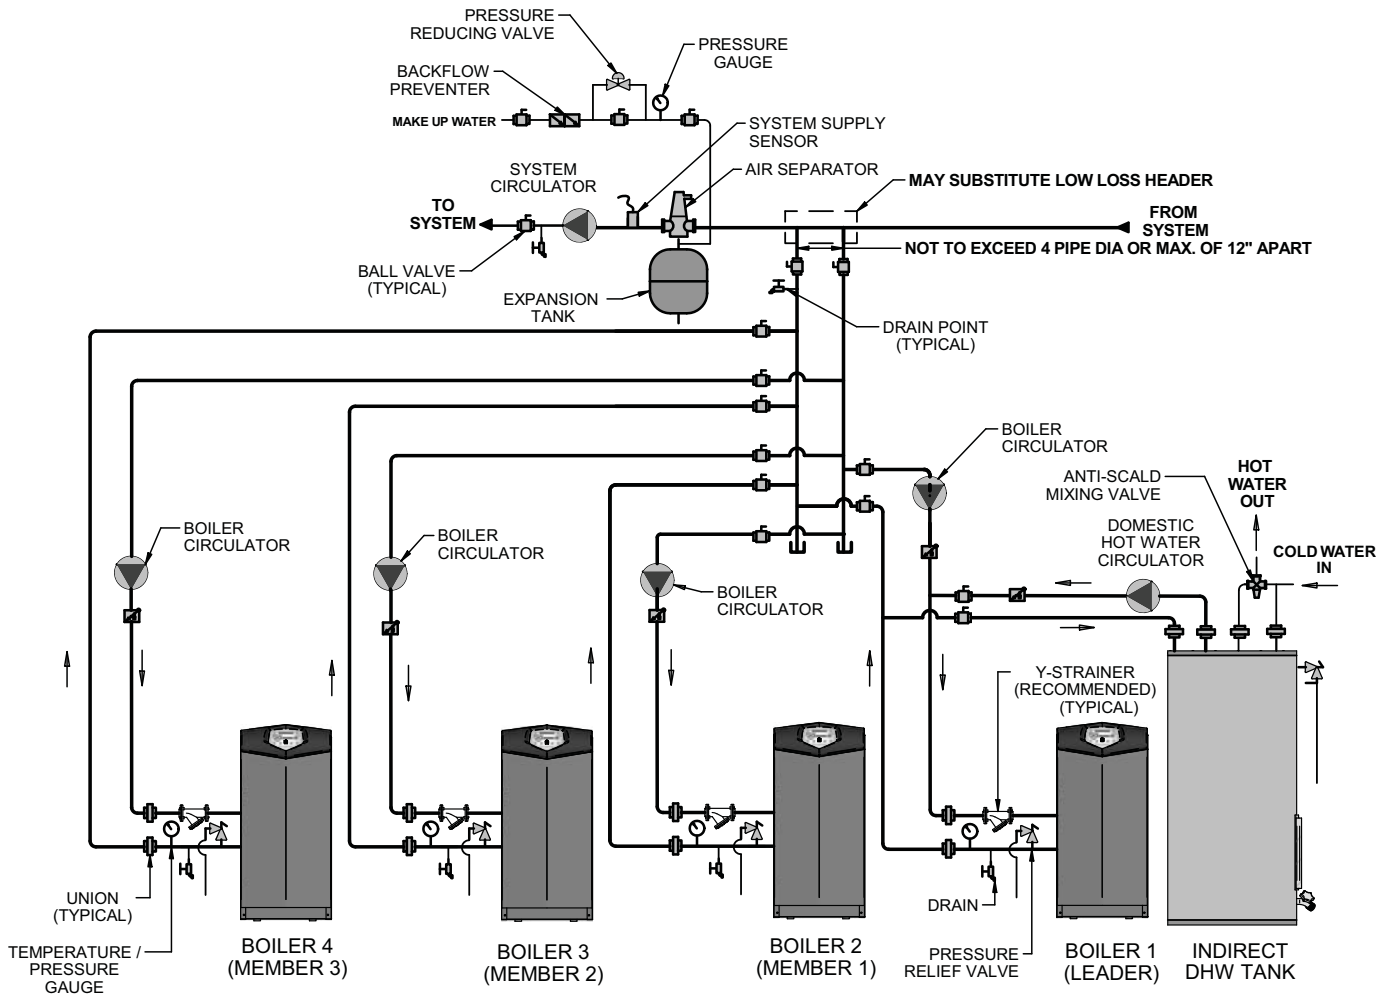 PRESSURE
REDUCING VALVE
PRESSURE
GAUGE
BACKFLOW
PREVENTER
MAKE UP WATER
SYSTEM SUPPLY
SENSOR
SYSTEM
CIRCULATOR
AIR SEPARATOR
MAY SUBSTITUTE LOW LOSS HEADER
TO
SYSTEM
FROM
SYSTEM
NOT TO EXCEED 4 PIPE DIA OR MAX. OF 12" APART
BALL VALVE
(TYPICAL)
EXPANSION
TANK
DRAIN POINT
(TYPICAL)
BOILER
CIRCULATOR
ANTI-SCALD
MIXING VALVE
HOT
WATER
OUT
DOMESTIC
HOT WATER
CIRCULATOR
COLD WATER
IN
BOILER
CIRCULATOR
BOILER
CIRCULATOR
BOILER
CIRCULATOR
Y-STRAINER
(RECOMMENDED)
(TYPICAL)
UNION
(TYPICAL)
TEMPERATURE /
PRESSURE
GAUGE
DRAIN
PRESSURE
RELIEF VALVE
BOILER 4
(MEMBER 3)
BOILER 3
(MEMBER 2)
BOILER 2
(MEMBER 1)
BOILER 1
(LEADER)
INDIRECT
DHW TANK